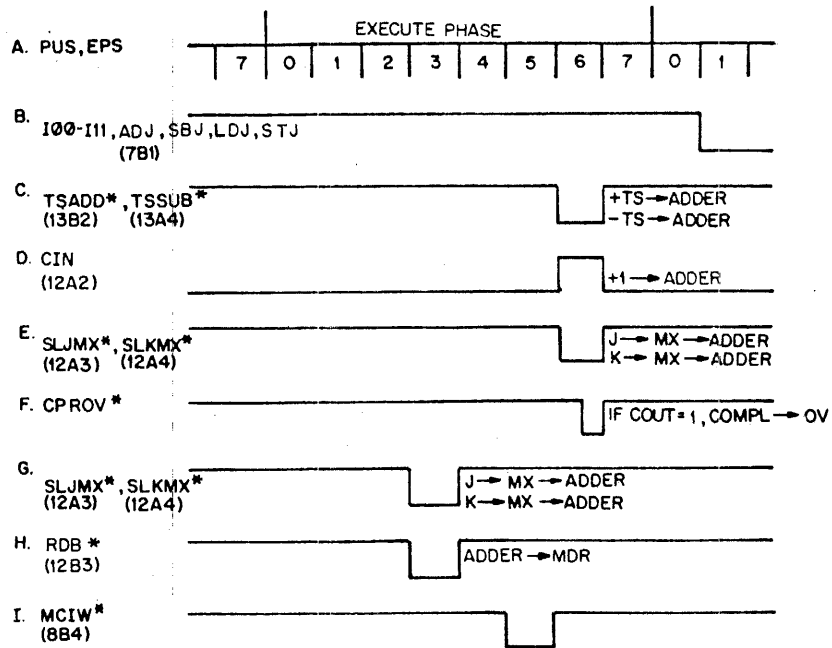 EXECUTE PHASE
A. PUS,EPS
7 0 1 2 3 4 5 6 7 0 1
B. I00-I11,ADJ,SBJ,LDJ,STJ
(7B1)
C. TSADD*,TSSUB*
(13B2) (13A4)
+TS→ADDER
-TS→ADDER
D. CIN
(12A2)
+1→ADDER
E. SLJMX*, SLKMX*
(12A3) (12A4)
J→MX→ADDER
K→MX→ADDER
F. CPROV*
IF COUT=1,COMPL→OV
G. SLJMX*,SLKMX*
(12A3) (12A4)
J→MX→ADDER
K→MX→ADDER
H. RDB*
(12B3)
ADDER→MDR
I. MCIW*
(8B4)